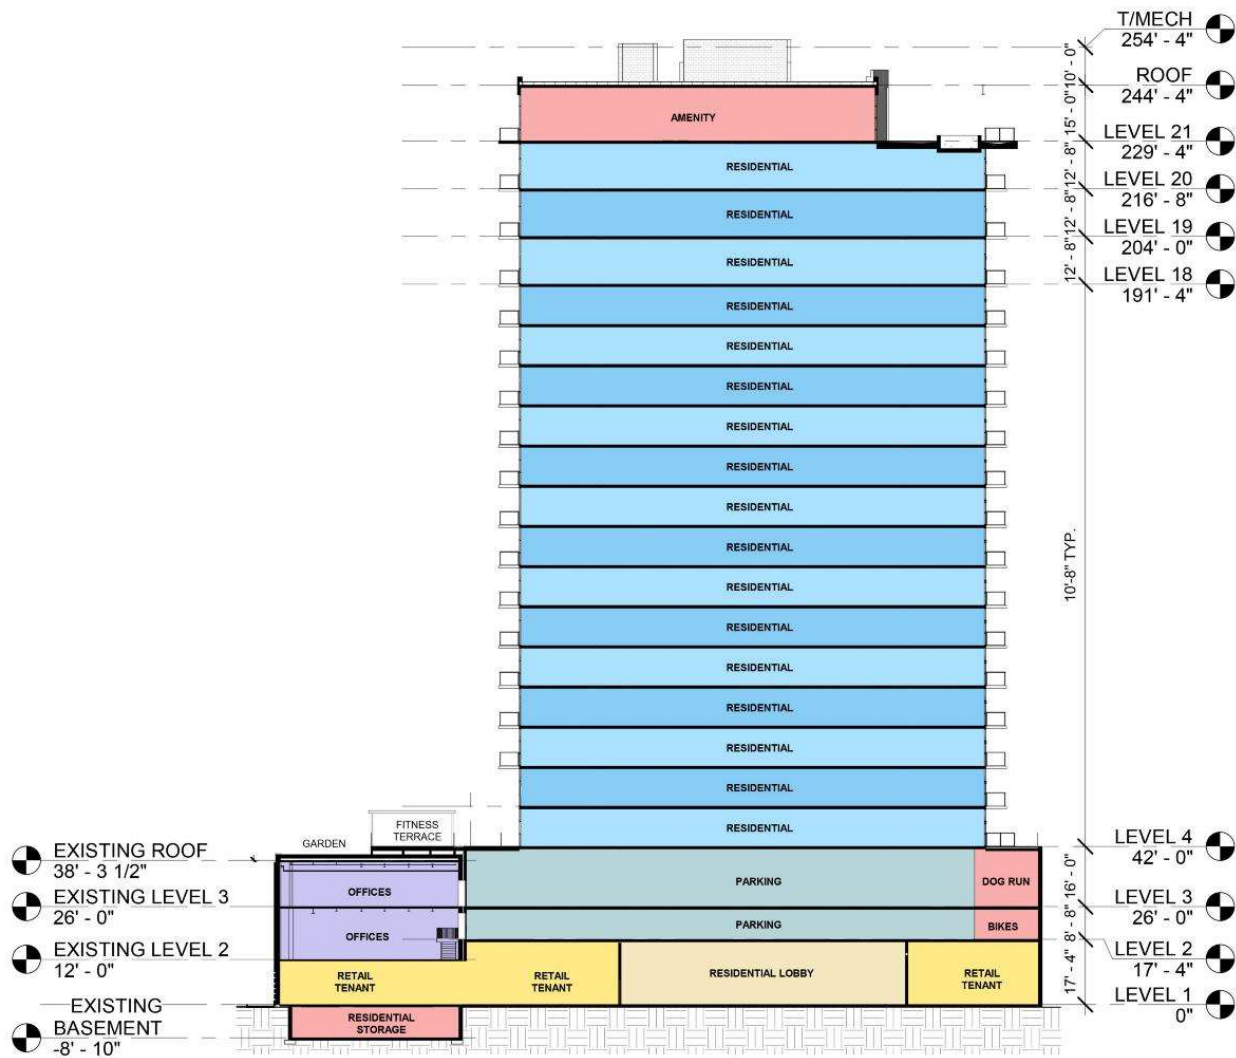 T/MECH
254' - 4"
10' - 0"
ROOF
244' - 4"
15' - 0"
AMENITY
LEVEL 21
229' - 4"
12' - 8"
RESIDENTIAL
LEVEL 20
216' - 8"
12' - 8"
RESIDENTIAL
LEVEL 19
204' - 0"
12' - 8"
RESIDENTIAL
LEVEL 18
191' - 4"
RESIDENTIAL
RESIDENTIAL
RESIDENTIAL
RESIDENTIAL
RESIDENTIAL
RESIDENTIAL
RESIDENTIAL
10'-8" TYP.
RESIDENTIAL
RESIDENTIAL
RESIDENTIAL
RESIDENTIAL
RESIDENTIAL
RESIDENTIAL
RESIDENTIAL
FITNESS
TERRACE
GARDEN
EXISTING ROOF
38' - 3 1/2"
LEVEL 4
42' - 0"
OFFICES
PARKING
DOG RUN
16' - 0"
EXISTING LEVEL 3
26' - 0"
LEVEL 3
26' - 0"
OFFICES
PARKING
BIKES
8' - 8"
EXISTING LEVEL 2
12' - 0"
LEVEL 2
17' - 4"
RETAIL
TENANT
RETAIL
TENANT
RESIDENTIAL LOBBY
RETAIL
TENANT
17' - 4"
LEVEL 1
0"
EXISTING
BASEMENT
-8' - 10"
RESIDENTIAL
STORAGE